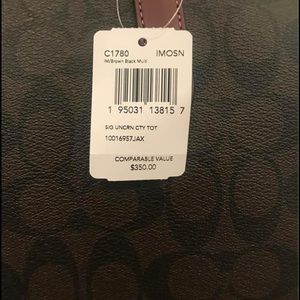 C1780 IMOSN
IM/Brown Black Multi
1 95031 13815 7
SIG UNCRN CTY TOT
10016957JAX
COMPARABLE VALUE
$350.00